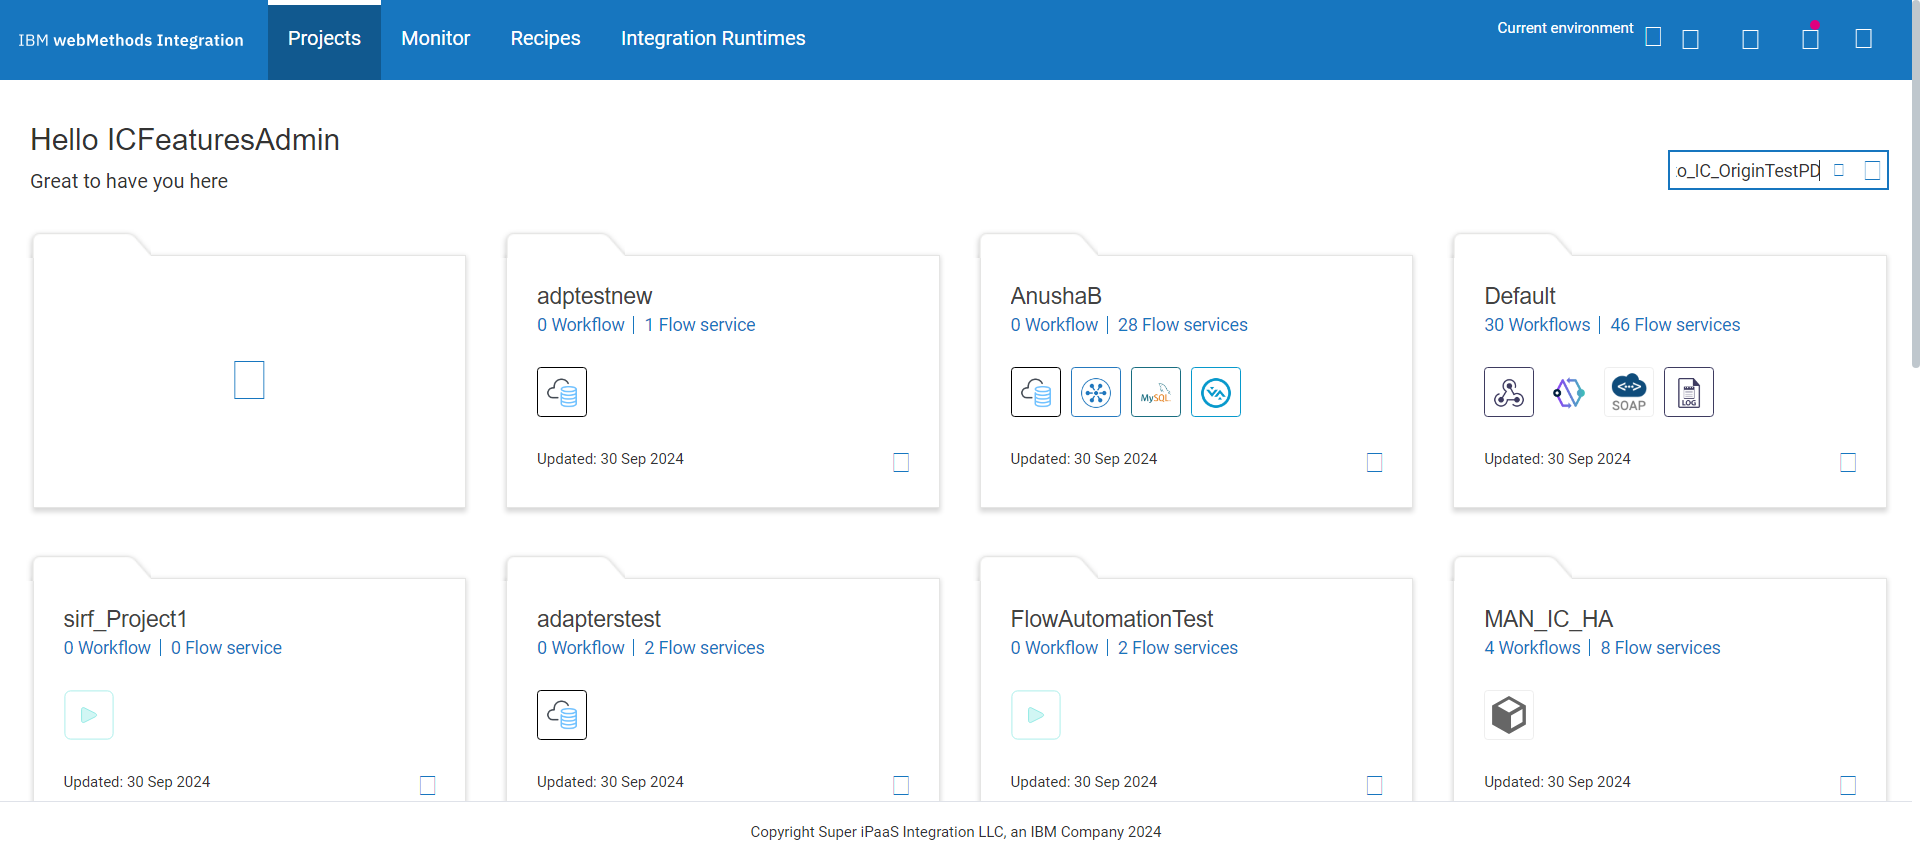 IBM webMethods Integration
Projects
Monitor
Recipes
Integration Runtimes
Current environment
Hello ICFeaturesAdmin
Great to have you here
o_IC_OriginTestPD
adptestnew
0 Workflow | 1 Flow service
Updated: 30 Sep 2024
AnushaB
0 Workflow | 28 Flow services
MySQL
Updated: 30 Sep 2024
Default
30 Workflows | 46 Flow services
SOAP
LOG
Updated: 30 Sep 2024
sirf_Project1
0 Workflow | 0 Flow service
Updated: 30 Sep 2024
adapterstest
0 Workflow | 2 Flow services
Updated: 30 Sep 2024
FlowAutomationTest
0 Workflow | 2 Flow services
Updated: 30 Sep 2024
MAN_IC_HA
4 Workflows | 8 Flow services
Updated: 30 Sep 2024
Copyright Super iPaaS Integration LLC, an IBM Company 2024